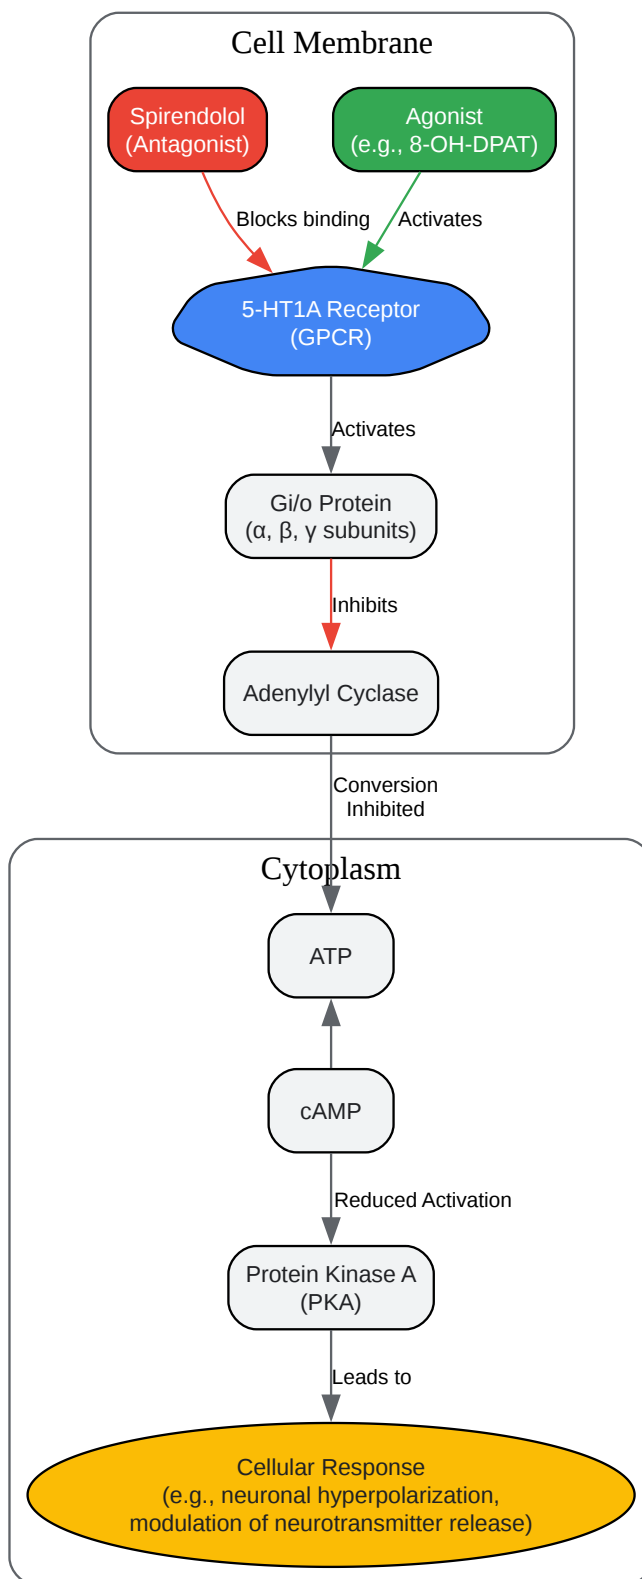 Cell Membrane
Spirendolol
(Antagonist)
Agonist
(e.g., 8-OH-DPAT)
Blocks binding
Activates
5-HT1A Receptor
(GPCR)
Activates
Gi/o Protein
(α, β, γ subunits)
Inhibits
Adenylyl Cyclase
Conversion
Inhibited
Cytoplasm
ATP
cAMP
Reduced Activation
Protein Kinase A
(PKA)
Leads to
Cellular Response
(e.g., neuronal hyperpolarization,
modulation of neurotransmitter release)